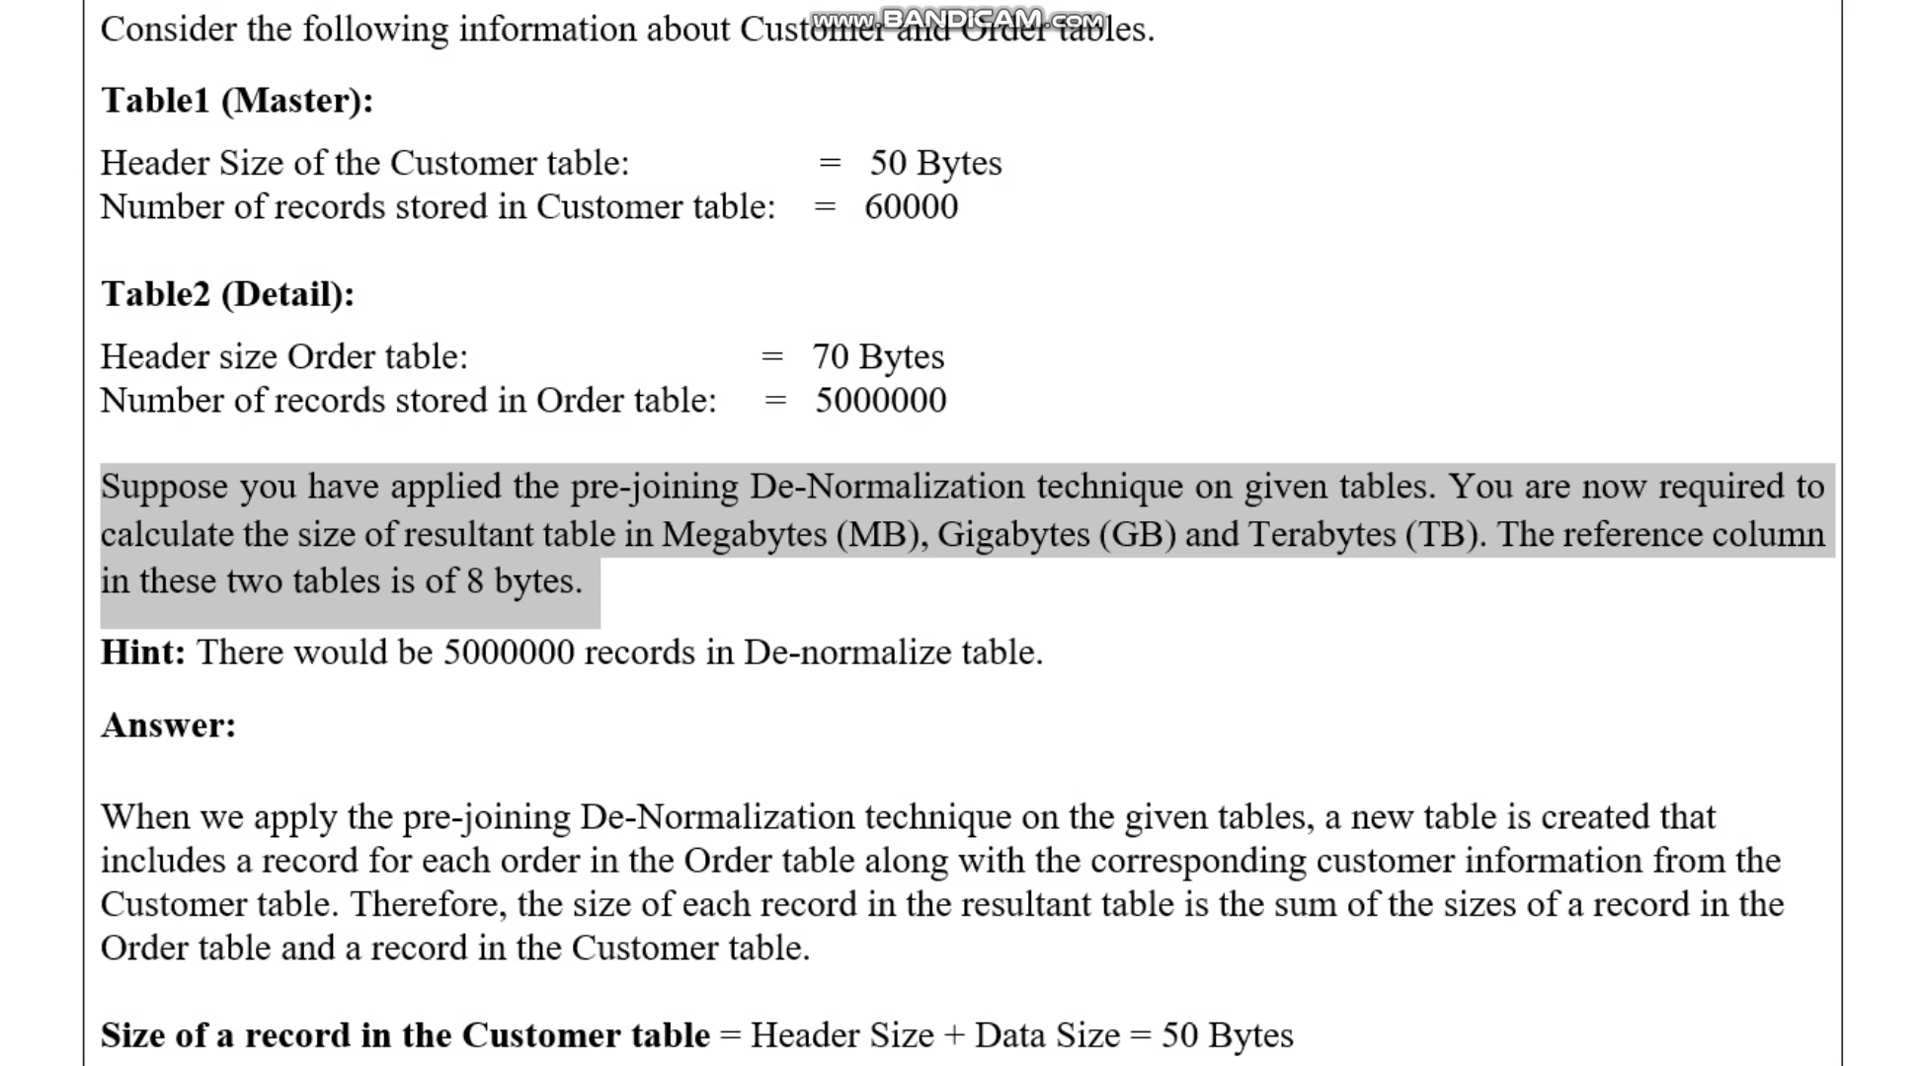 www.BANDICAM.com
Consider the following information about Customer and Order tables.
Table1 (Master):
Header Size of the Customer table: = 50 Bytes
Number of records stored in Customer table: = 60000
Table2 (Detail):
Header size Order table: = 70 Bytes
Number of records stored in Order table: = 5000000
Suppose you have applied the pre-joining De-Normalization technique on given tables. You are now required to
calculate the size of resultant table in Megabytes (MB), Gigabytes (GB) and Terabytes (TB). The reference column
in these two tables is of 8 bytes.
Hint: There would be 5000000 records in De-normalize table.
Answer:
When we apply the pre-joining De-Normalization technique on the given tables, a new table is created that
includes a record for each order in the Order table along with the corresponding customer information from the
Customer table. Therefore, the size of each record in the resultant table is the sum of the sizes of a record in the
Order table and a record in the Customer table.
Size of a record in the Customer table = Header Size + Data Size = 50 Bytes